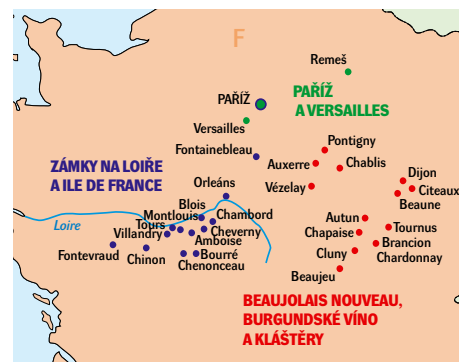 F
Remeš
PAŘÍŽ
PAŘÍŽ
A VERSAILLES
Versailles
Pontigny
Fontainebleau
Auxerre
Chablis
ZÁMKY NA LOIŘE
A ILE DE FRANCE
Dijon
Vézelay
Citeaux
Orleáns
Beaune
Blois
Montlouis
Chambord
Autun
Loire
Tours
Cheverny
Chapaise
Tournus
Villandry
Amboise
Brancion
Fontevraud
Chinon
Bourré
Cluny
Chardonnay
Chenonceau
Beaujeu
BEAUJOLAIS NOUVEAU,
BURGUNDSKÉ VÍNO
A KLÁŠTĚRY